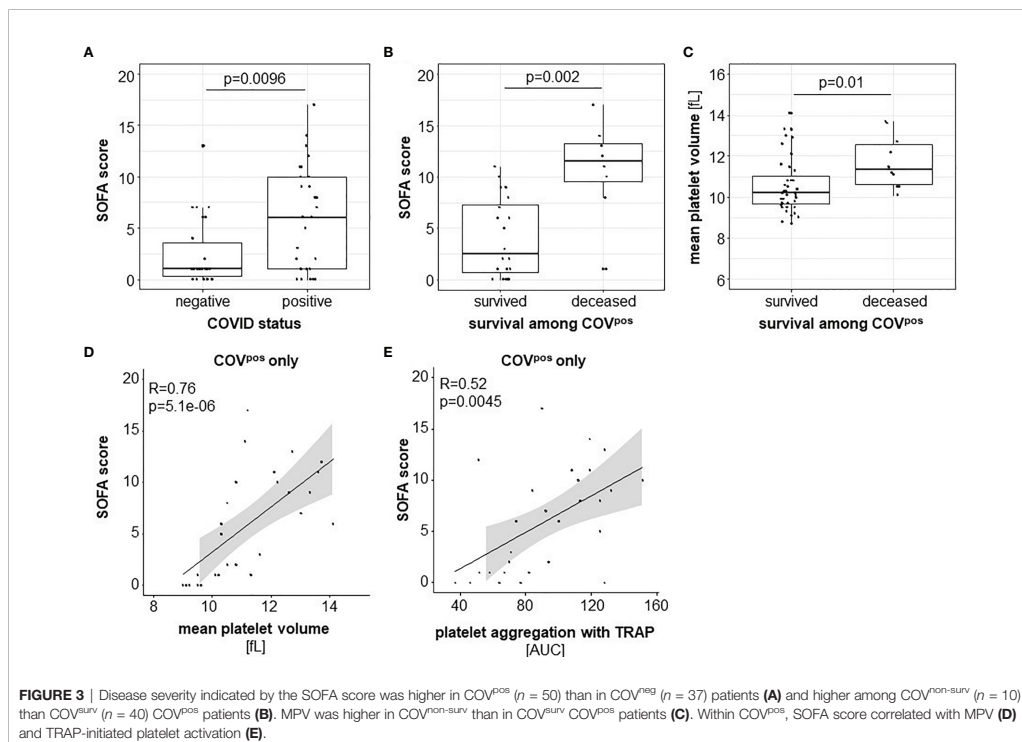 A
20
15
10
5
0
SOFA score
p=0.0096
negative positive
COVID status
B
20
15
10
5
0
SOFA score
p=0.002
survived deceased
survival among COVpos
C
16
14
12
10
8
6
mean platelet volume [fL]
p=0.01
survived deceased
survival among COVpos
D
COVpos only
20
15
10
5
0
SOFA score
R=0.76
p=5.1e-06
8 10 12 14
mean platelet volume
[fL]
E
COVpos only
20
15
10
5
0
SOFA score
R=0.52
p=0.0045
40 80 120 160
platelet aggregation with TRAP
[AUC]
FIGURE 3 | Disease severity indicated by the SOFA score was higher in COVpos (n = 50) than in COVneg (n = 37) patients (A) and higher among COVnon-surv (n = 10)
than COVsurv (n = 40) COVpos patients (B). MPV was higher in COVnon-surv than in COVsurv COVpos patients (C). Within COVpos, SOFA score correlated with MPV (D)
and TRAP-initiated platelet activation (E).